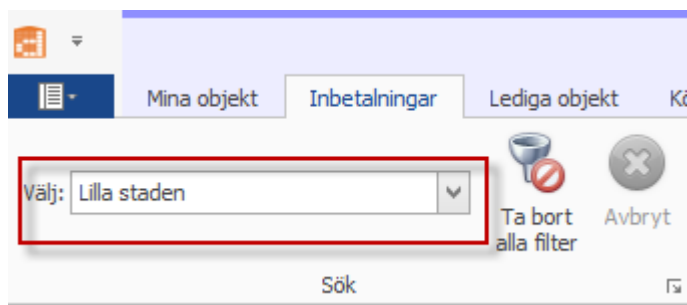 Mina objekt Inbetalningar Lediga objekt
Välj: Lilla staden
Ta bort Avbryt
alla filter
Sök